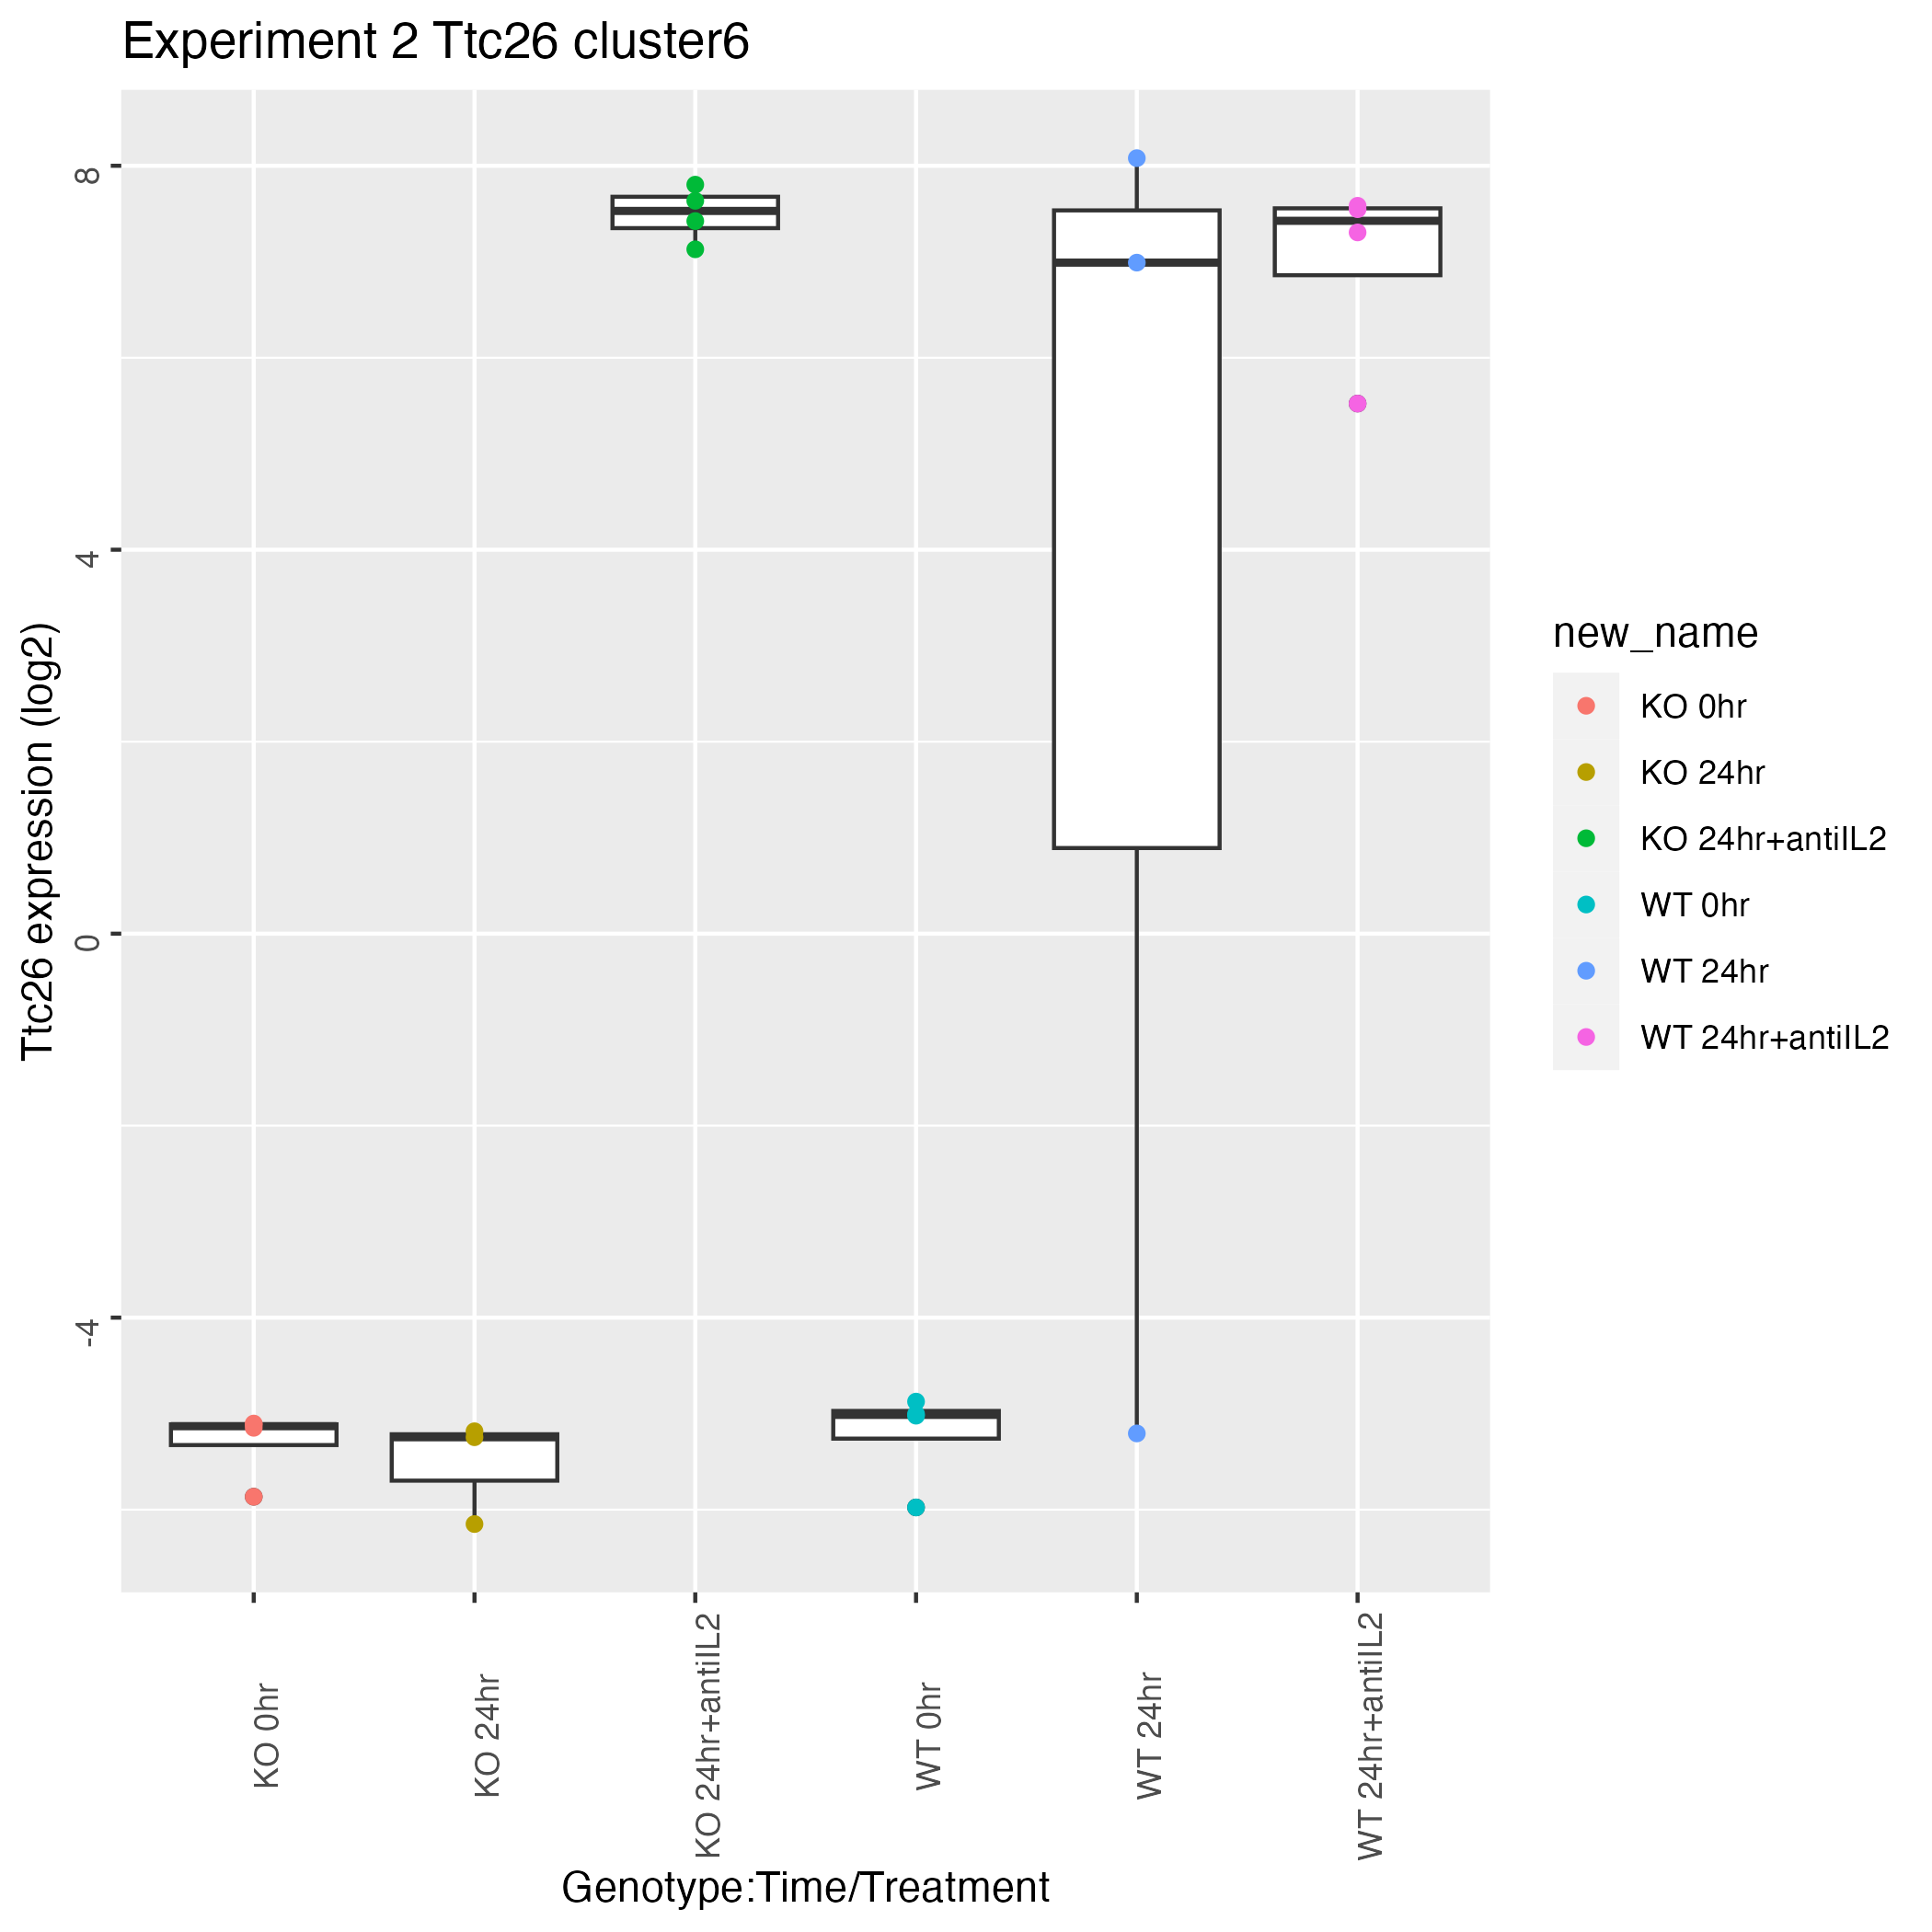 Experiment 2 Ttc26 cluster6
Ttc26 expression (log2)
8
4
0
-4
KO 0hr
KO 24hr
KO 24hr+antiIL2
WT 0hr
WT 24hr
WT 24hr+antiIL2
Genotype:Time/Treatment
new_name
KO 0hr
KO 24hr
KO 24hr+antiIL2
WT 0hr
WT 24hr
WT 24hr+antiIL2